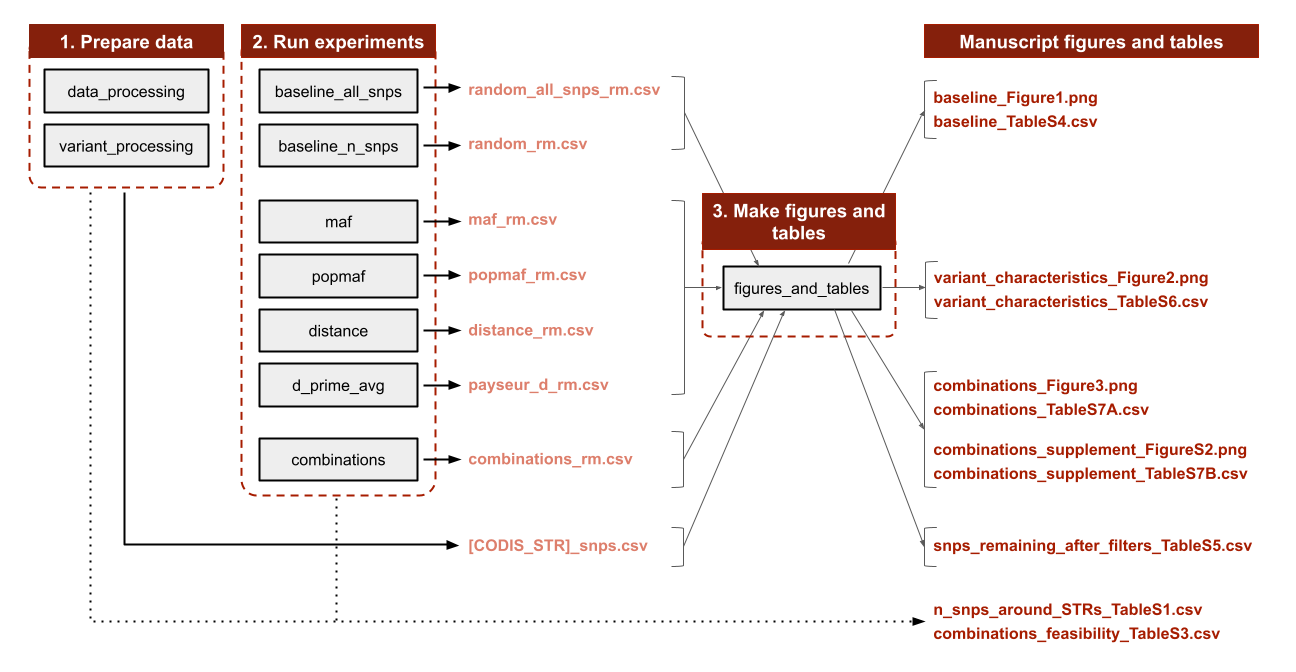 1. Prepare data
data_processing
variant_processing
2. Run experiments
baseline_all_snps
baseline_n_snps
maf
popmaf
distance
d_prime_avg
combinations
random_all_snps_rm.csv
random_rm.csv
maf_rm.csv
popmaf_rm.csv
distance_rm.csv
payseur_d_rm.csv
combinations_rm.csv
[CODIS_STR]_snps.csv
3. Make figures and
tables
figures_and_tables
Manuscript figures and tables
baseline_Figure1.png
baseline_TableS4.csv
variant_characteristics_Figure2.png
variant_characteristics_TableS6.csv
combinations_Figure3.png
combinations_TableS7A.csv
combinations_supplement_FigureS2.png
combinations_supplement_TableS7B.csv
snps_remaining_after_filters_TableS5.csv
n_snps_around_STRs_TableS1.csv
combinations_feasibility_TableS3.csv